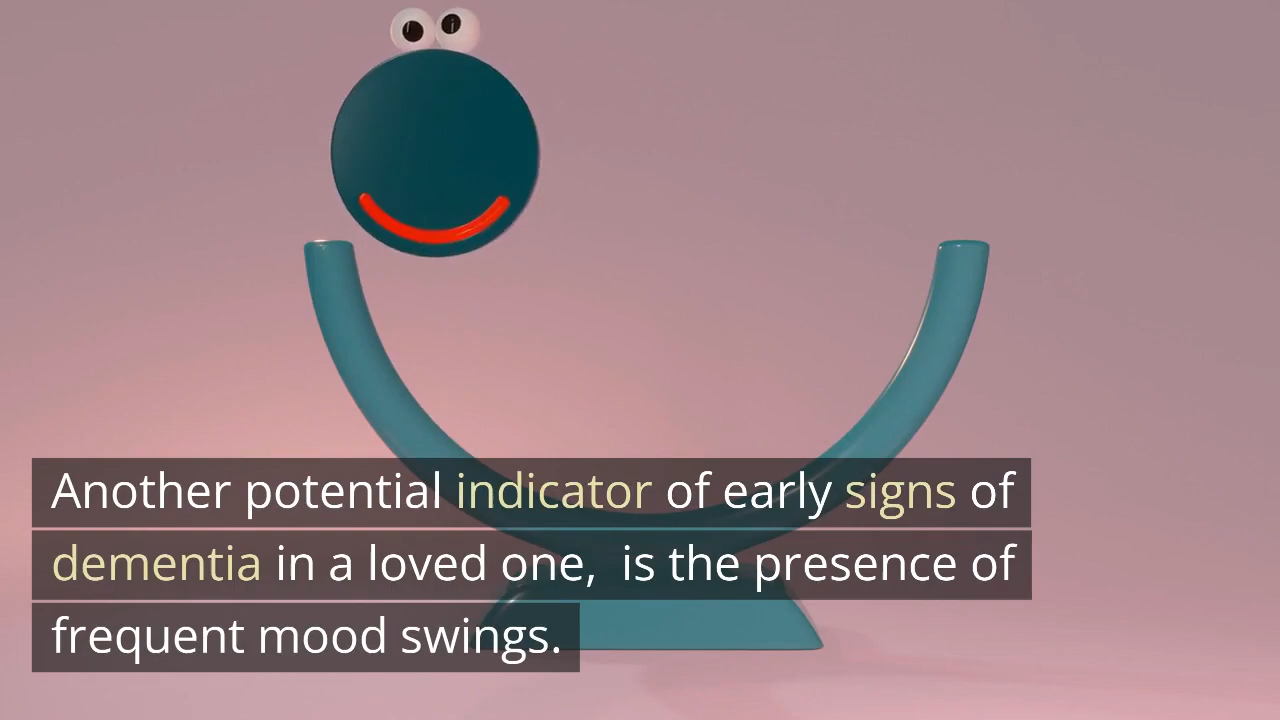 Another potential indicator of early signs of
dementia in a loved one,  is the presence of
frequent mood swings.